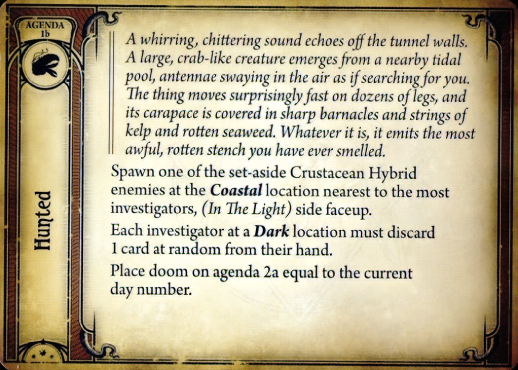 AGENDA
1b
Hunted
A whirring, chittering sound echoes off the tunnel walls.
A large, crab-like creature emerges from a nearby tidal
pool, antennae swaying in the air as if searching for you.
The thing moves surprisingly fast on dozens of legs, and
its carapace is covered in sharp barnacles and strings of
kelp and rotten seaweed. Whatever it is, it emits the most
awful, rotten stench you have ever smelled.
Spawn one of the set-aside Crustacean Hybrid
enemies at the Coastal location nearest to the most
investigators, (In The Light) side faceup.
Each investigator at a Dark location must discard
1 card at random from their hand.
Place doom on agenda 2a equal to the current
day number.